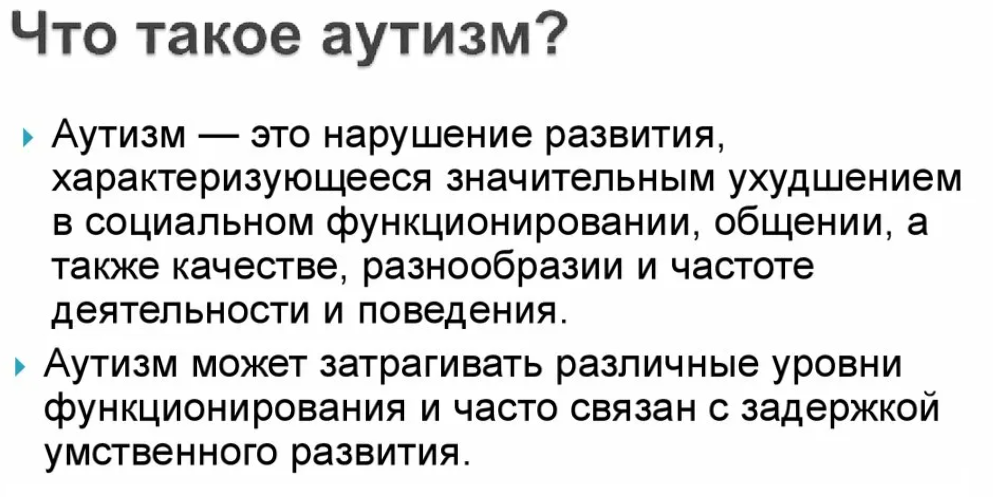 Что такое аутизм?
Аутизм — это нарушение развития,
характеризующееся значительным ухудшением
в социальном функционировании, общении, а
также качестве, разнообразии и частоте
деятельности и поведения.
Аутизм может затрагивать различные уровни
функционирования и часто связан с задержкой
умственного развития.